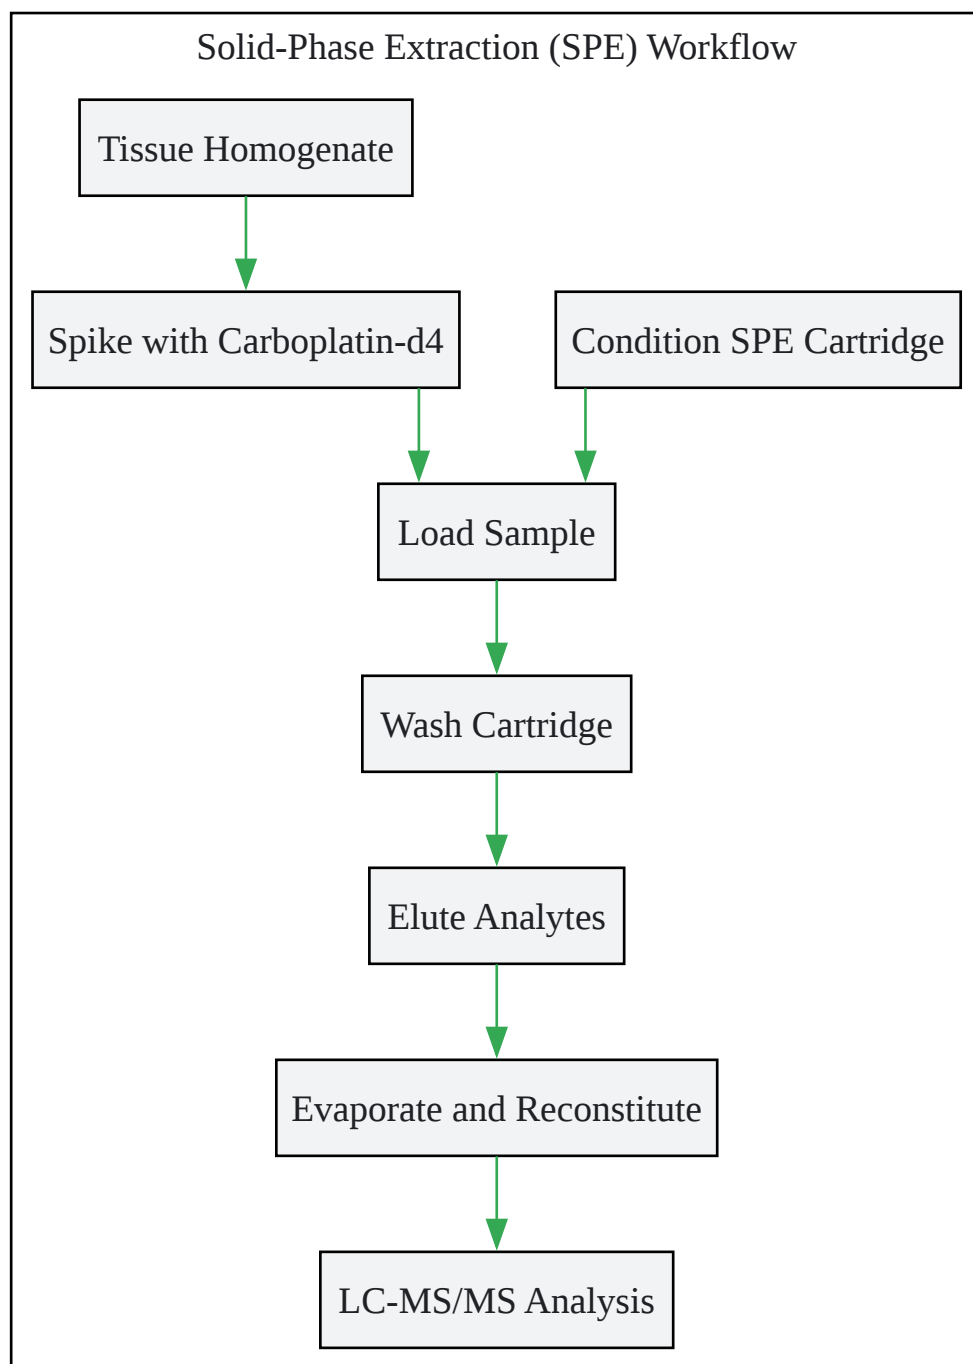 Solid-Phase Extraction (SPE) Workflow
Tissue Homogenate
Spike with Carboplatin-d4
Condition SPE Cartridge
Load Sample
Wash Cartridge
Elute Analytes
Evaporate and Reconstitute
LC-MS/MS Analysis